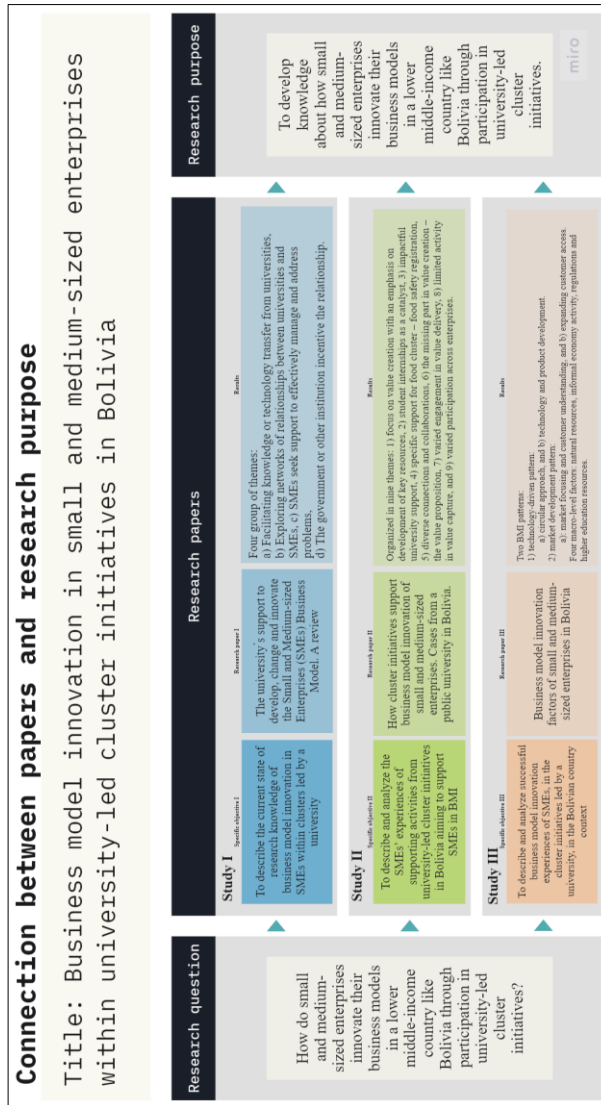 Connection between papers and research purpose
Title: Business model innovation in small and medium-sized enterprises
within university-led cluster initiatives in Bolivia
Research question
How do small
and medium-
sized enterprises
innovate their
business models
in a lower
middle-income
country like
Bolivia through
participation in
university-led
cluster
initiatives?
Research papers
Study I
Specific objective I
To describe the current state of
research knowledge of
business model innovation in
SMEs within clusters led by a
university
Research paper I
The university's support to
develop, change and innovate
the Small and Medium-sized
Enterprises (SMEs) Business
Model. A review
Results
Four group of themes:
a) Facilitating knowledge or technology transfer from universities,
b) Exploring networks of relationships between universities and
SMEs, c) SMEs seek support to effectively manage and address
problems,
d) The government or other institution incentive the relationship.
Study II
Specific objective II
To describe and analyze the
SMEs' experiences of
supporting activities from
university-led cluster initiatives
in Bolivia aiming to support
SMEs in BMI
Research paper II
How cluster initiatives support
business model innovation of
small and medium-sized
enterprises. Cases from a
public university in Bolivia.
Results
Organized in nine themes: 1) focus on value creation with an emphasis on
development of key resources, 2) student internships as a catalyst, 3) impactful
university support, 4) specific support for food cluster – food safety registration,
5) diverse connections and collaborations, 6) the missing part in value creation –
the value proposition, 7) varied engagement in value delivery, 8) limited activity
in value capture, and 9) varied participation across enterprises.
Study III
Specific objective III
To describe and analyze successful
business model innovation
experiences of SMEs, in the
cluster initiatives led by a
university, in the Bolivian country
context
Research paper III
Business model innovation
factors of small and medium-
sized enterprises in Bolivia
Results
Two BMI patterns:
1) technology-driven pattern:
a) circular approach, and b) technology and product development.
2) market development pattern:
a): market focusing and customer understanding, and b) expanding customer access.
Four macro-level factors: natural resources, informal economy activity, regulations and
higher education resources.
Research purpose
To develop
knowledge
about how small
and medium-
sized enterprises
innovate their
business models
in a lower
middle-income
country like
Bolivia through
participation in
university-led
cluster
initiatives.
miro